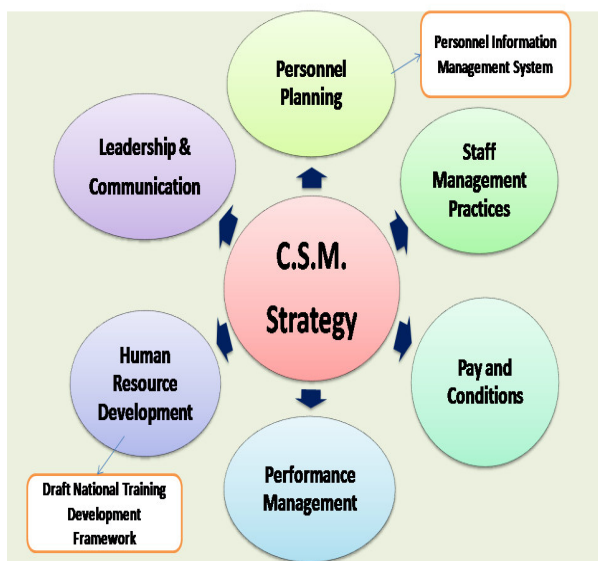 Personnel
Planning
Personnel Information
Management System
Leadership &
Communication
Staff
Management
Practices
C.S.M.
Strategy
Human
Resource
Development
Pay and
Conditions
Performance
Management
Draft National Training
Development
Framework